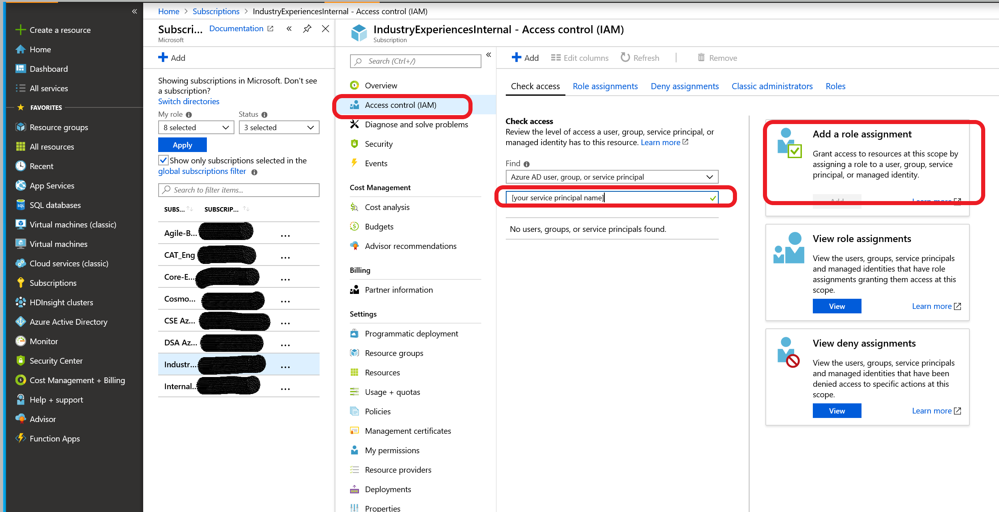 «
Create a resource
Home
Dashboard
All services
FAVORITES
Resource groups
All resources
Recent
App Services
SQL databases
Virtual machines (classic)
Virtual machines
Cloud services (classic)
Subscriptions
HDInsight clusters
Azure Active Directory
Monitor
Security Center
Cost Management + Billing
Help + support
Advisor
Function Apps
Home > Subscriptions > IndustryExperiencesInternal - Access control (IAM)
Subscri... Documentation «
Microsoft
Add
Showing subscriptions in Microsoft. Don't see
a subscription?
Switch directories
My role Status
8 selected 3 selected
Apply
Show only subscriptions selected in the
global subscriptions filter
Search to filter items...
SUBS... SUBSCRIP...
Agile-B... ...
CAT_Eng ...
Core-E... ...
Cosmo... ...
CSE Az... ...
DSA Az... ...
Industr... ...
Internal.. ...
IndustryExperiencesInternal - Access control (IAM)
Subscription
Search (Ctrl+/) «
Overview
Access control (IAM)
Diagnose and solve problems
Security
Events
Cost Management
Cost analysis
Budgets
Advisor recommendations
Billing
Partner information
Settings
Programmatic deployment
Resource groups
Resources
Usage + quotas
Policies
Management certificates
My permissions
Resource providers
Deployments
Properties
Add Edit columns Refresh | Remove
Check access Role assignments Deny assignments Classic administrators Roles
Check access
Review the level of access a user, group, service principal, or
managed identity has to this resource. Learn more
Find
Azure AD user, group, or service principal
[your service principal name]
No users, groups, or service principals found.
Add a role assignment
Grant access to resources at this scope by
assigning a role to a user, group, service
principal, or managed identity.
Add Learn more
View role assignments
View the users, groups, service principals
and managed identities that have role
assignments granting them access at this
scope.
View Learn more
View deny assignments
View the users, groups, service principals
and managed identities that have been
denied access to specific actions at this
scope.
View Learn more